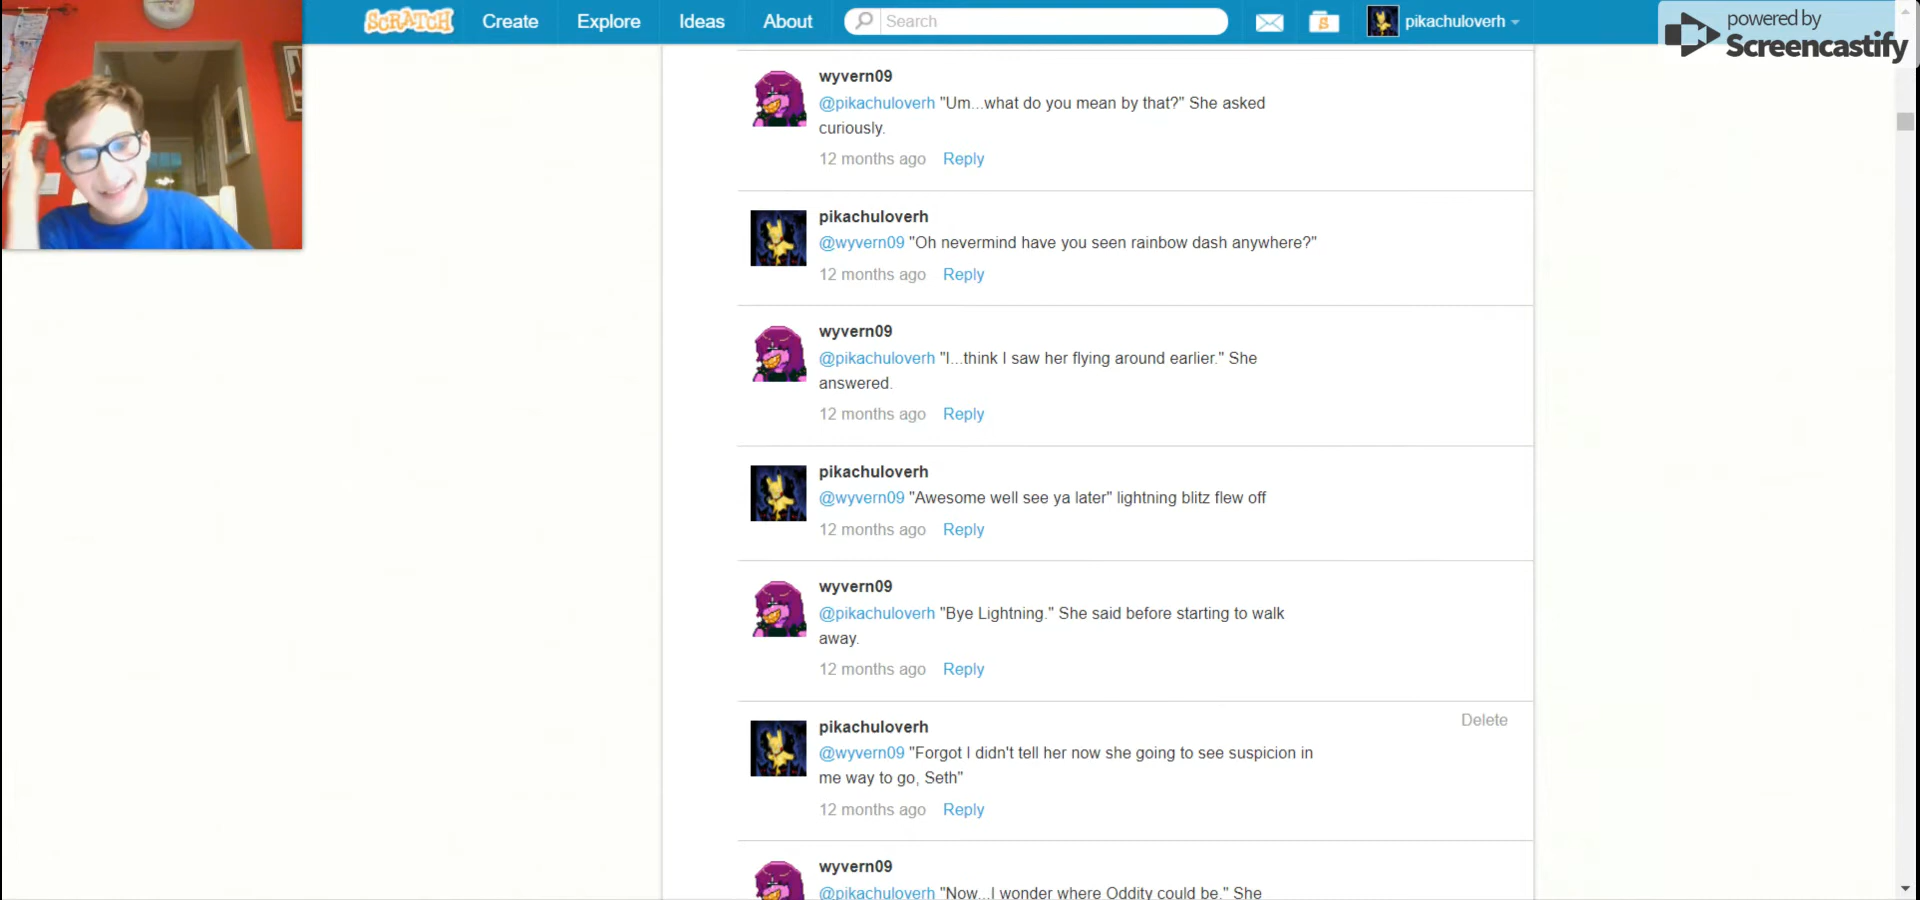 SCRATCH Create Explore Ideas About Search S pikachuloverh
powered by
Screencastify
wyvern09
@pikachuloverh "Um...what do you mean by that?" She asked
curiously.
12 months ago Reply
pikachuloverh
@wyvern09 "Oh nevermind have you seen rainbow dash anywhere?"
12 months ago Reply
wyvern09
@pikachuloverh "I...think I saw her flying around earlier." She
answered.
12 months ago Reply
pikachuloverh
@wyvern09 "Awesome well see ya later" lightning blitz flew off
12 months ago Reply
wyvern09
@pikachuloverh "Bye Lightning." She said before starting to walk
away.
12 months ago Reply
pikachuloverh
Delete
@wyvern09 "Forgot I didn't tell her now she going to see suspicion in
me way to go, Seth"
12 months ago Reply
wyvern09
@pikachuloverh "Now...I wonder where Oddity could be." She